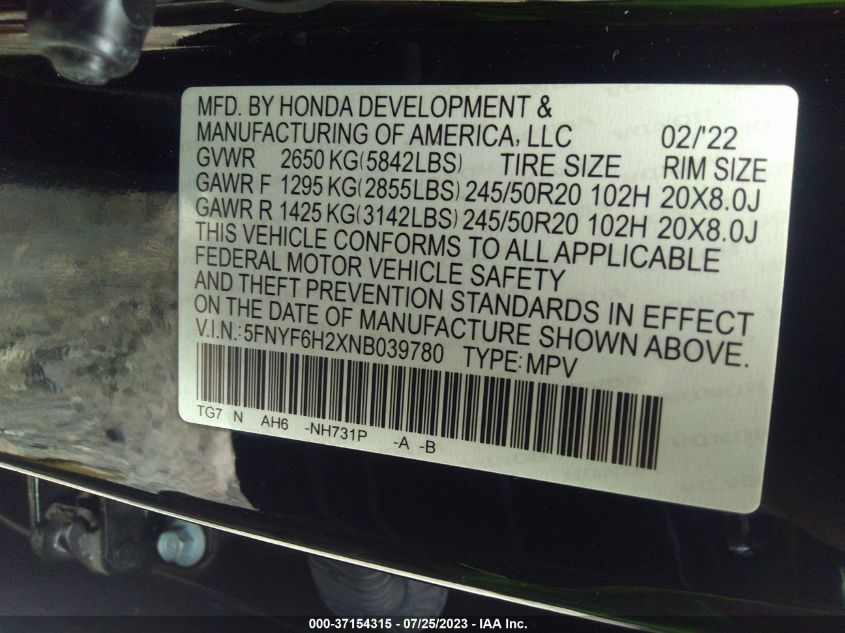 MFD. BY HONDA DEVELOPMENT &
MANUFACTURING OF AMERICA, LLC 02/'22
GVWR 2650 KG(5842LBS) TIRE SIZE RIM SIZE
GAWR F 1295 KG(2855LBS) 245/50R20 102H 20X8.0J
GAWR R 1425 KG(3142LBS) 245/50R20 102H 20X8.0J
THIS VEHICLE CONFORMS TO ALL APPLICABLE
FEDERAL MOTOR VEHICLE SAFETY
AND THEFT PREVENTION STANDARDS IN EFFECT
ON THE DATE OF MANUFACTURE SHOWN ABOVE.
V.I.N.: 5FNYF6H2XNB039780 TYPE: MPV
TG7 N AH6 -NH731P -A -B
000-37154315 - 07/25/2023 - IAA Inc.